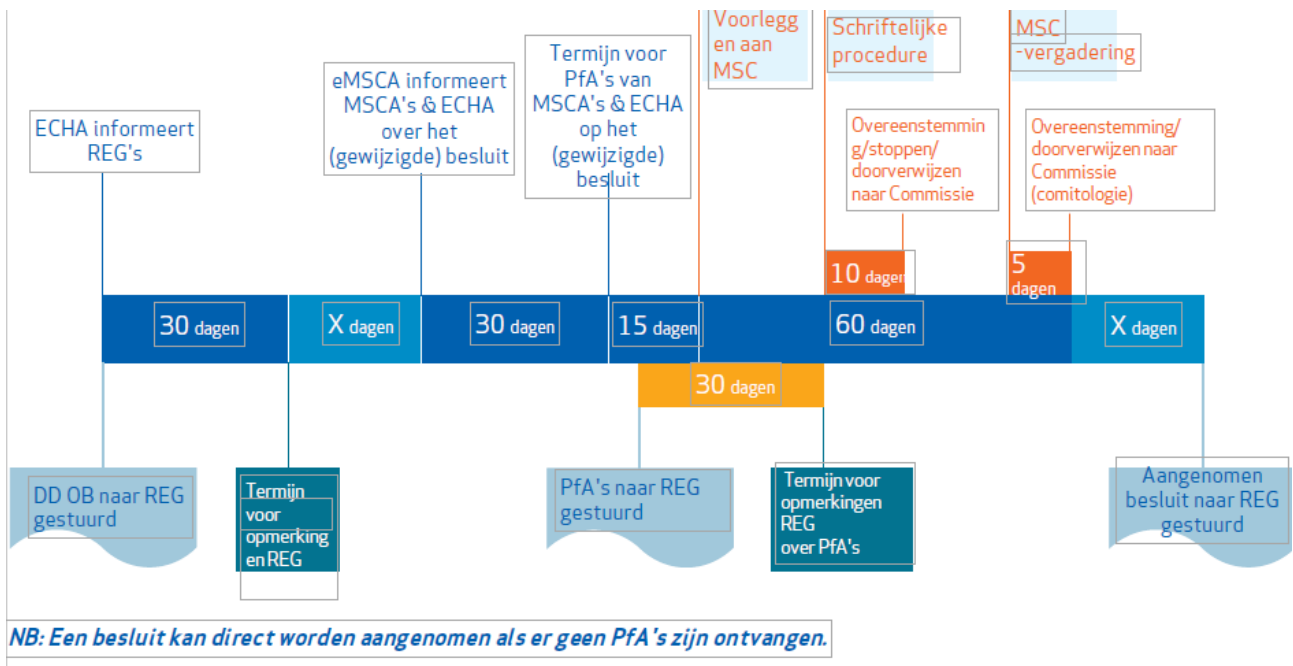 Voorlegg
en aan
MSC
Schriftelijke
procedure
MSC
-vergadering
Termijn voor
PfA's van
MSCA's & ECHA
op het
(gewijzigde)
besluit
eMSCA informeert
MSCA's & ECHA
over het
(gewijzigde) besluit
ECHA informeert
REG's
Overeenstemmin
g/stoppen/
doorverwijzen
naar Commissie
Overeenstemming/
doorverwijzen naar
Commissie
(comitologie)
10 dagen
5
dagen
30 dagen
X dagen
30 dagen
15 dagen
60 dagen
X dagen
30 dagen
DD OB naar REG
gestuurd
Termijn
voor
opmerking
en REG
PfA's naar REG
gestuurd
Termijn voor
opmerkingen
REG
over PfA's
Aangenomen
besluit naar REG
gestuurd
NB: Een besluit kan direct worden aangenomen als er geen PfA's zijn ontvangen.